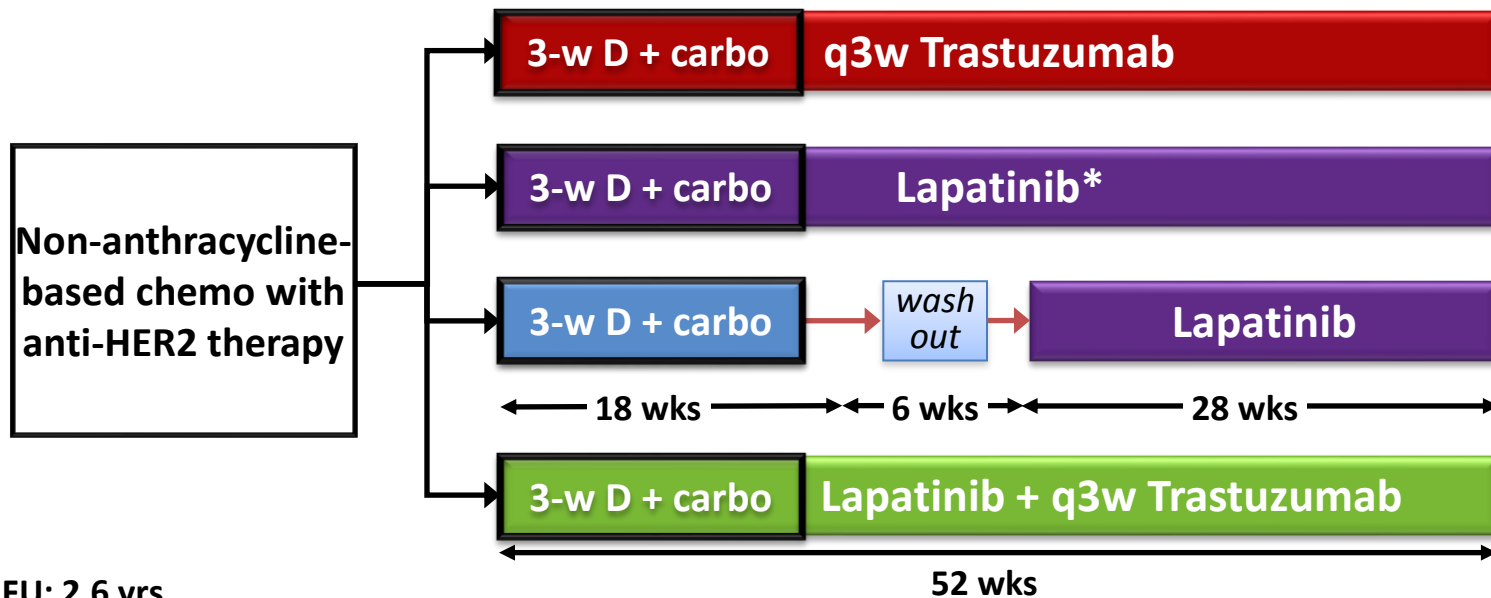 3-w D + carbo
q3w Trastuzumab
3-w D + carbo
Lapatinib*
Non-anthracycline-
based chemo with
anti-HER2 therapy
3-w D + carbo
wash
out
Lapatinib
18 wks
6 wks
28 wks
3-w D + carbo
Lapatinib + q3w Trastuzumab
52 wks